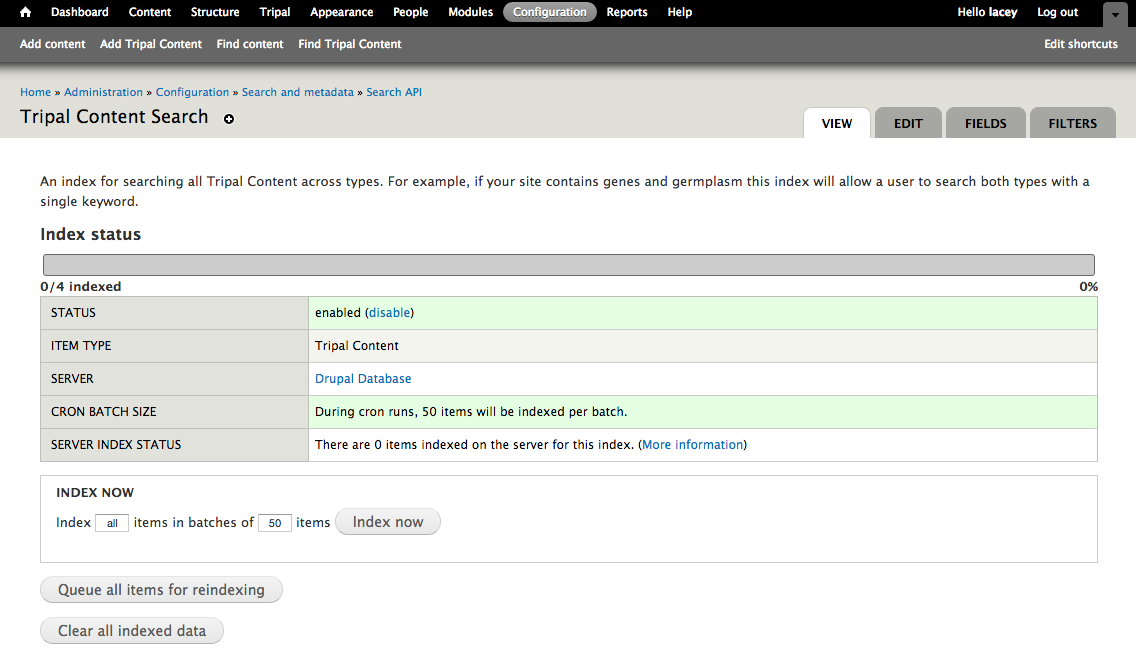 Dashboard Content Structure Tripal Appearance People Modules Configuration Reports Help Hello lacey Log out
Add content Add Tripal Content Find content Find Tripal Content Edit shortcuts
Home » Administration » Configuration » Search and metadata » Search API
Tripal Content Search
VIEW EDIT FIELDS FILTERS
An index for searching all Tripal Content across types. For example, if your site contains genes and germplasm this index will allow a user to search both types with a
single keyword.
Index status
0/4 indexed 0%
STATUS enabled (disable)
ITEM TYPE Tripal Content
SERVER Drupal Database
CRON BATCH SIZE During cron runs, 50 items will be indexed per batch.
SERVER INDEX STATUS There are 0 items indexed on the server for this index. (More information)
INDEX NOW
Index all items in batches of 50 items Index now
Queue all items for reindexing
Clear all indexed data